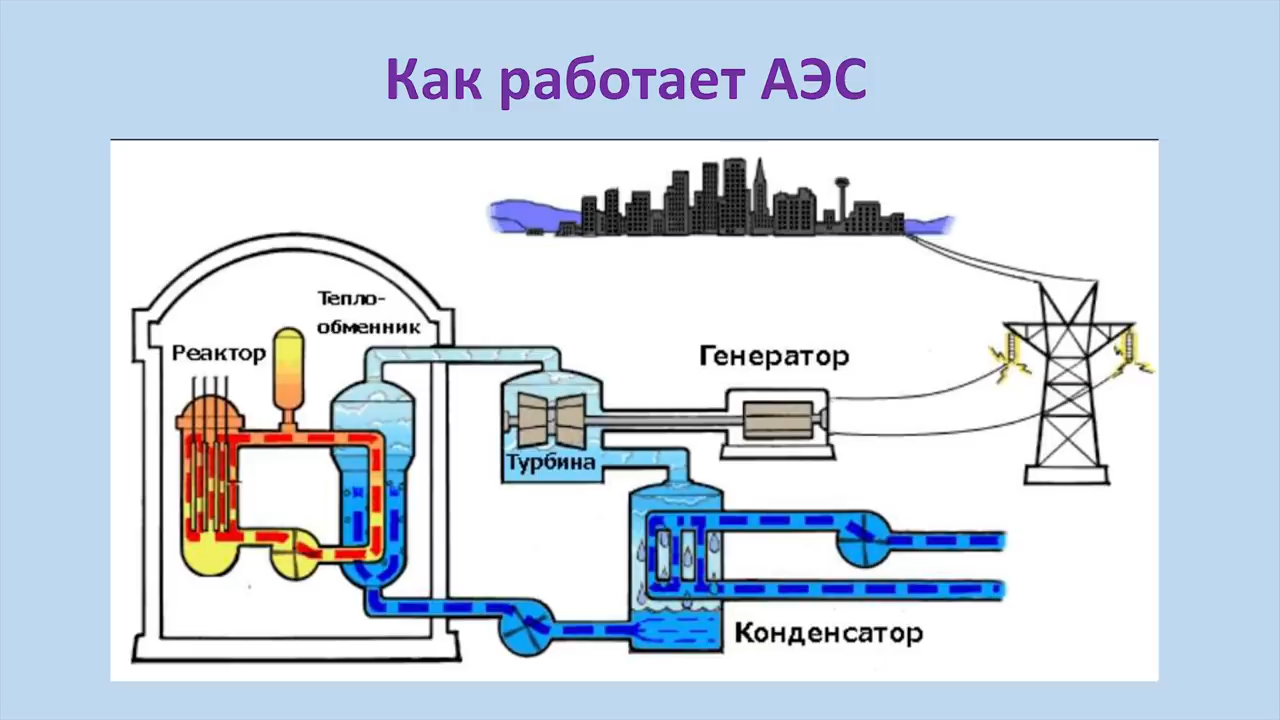 Как работает АЭС
Тепло-
обменник
Реактор
Генератор
Турбина
Конденсатор